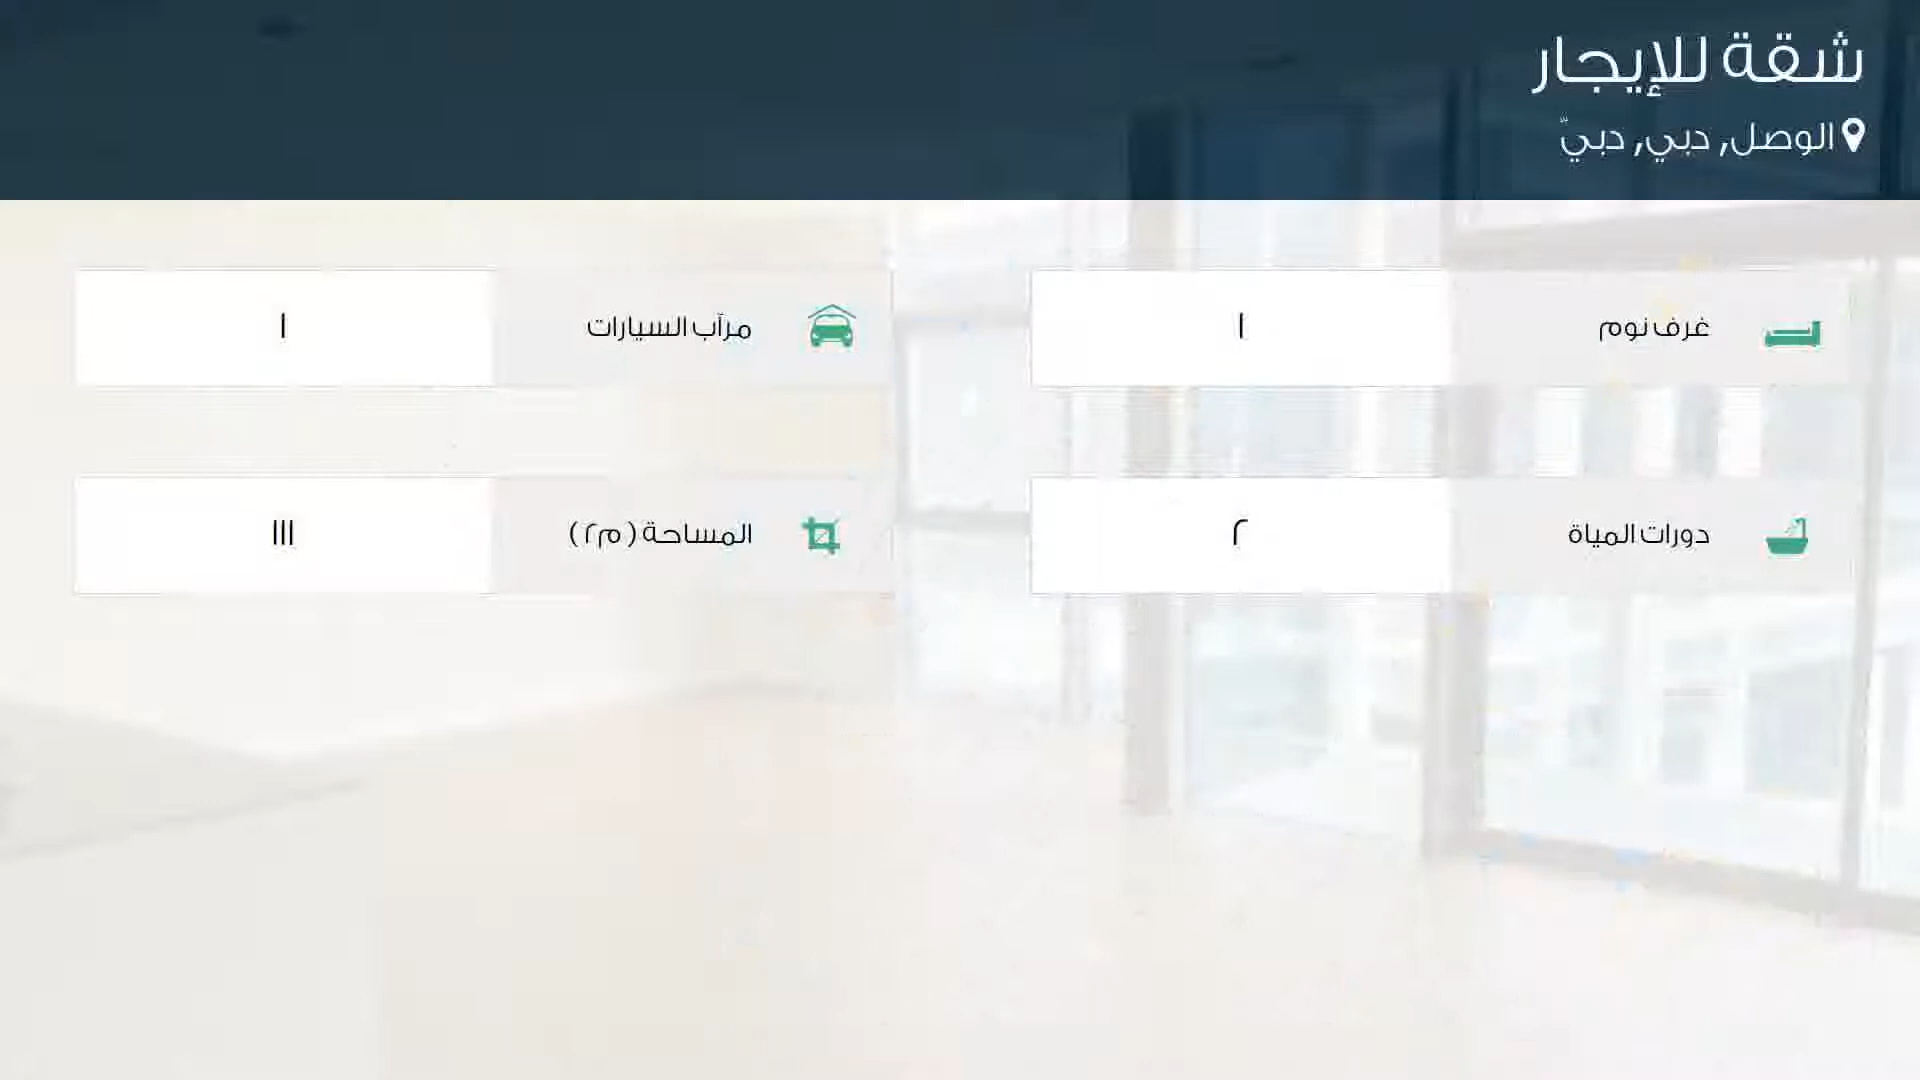 شقة للإيجار
الوصل, دبي, دبيّ
غرف نوم
١
مرآب السيارات
١
دورات المياة
٢
المساحة ( م٢ )
١١١